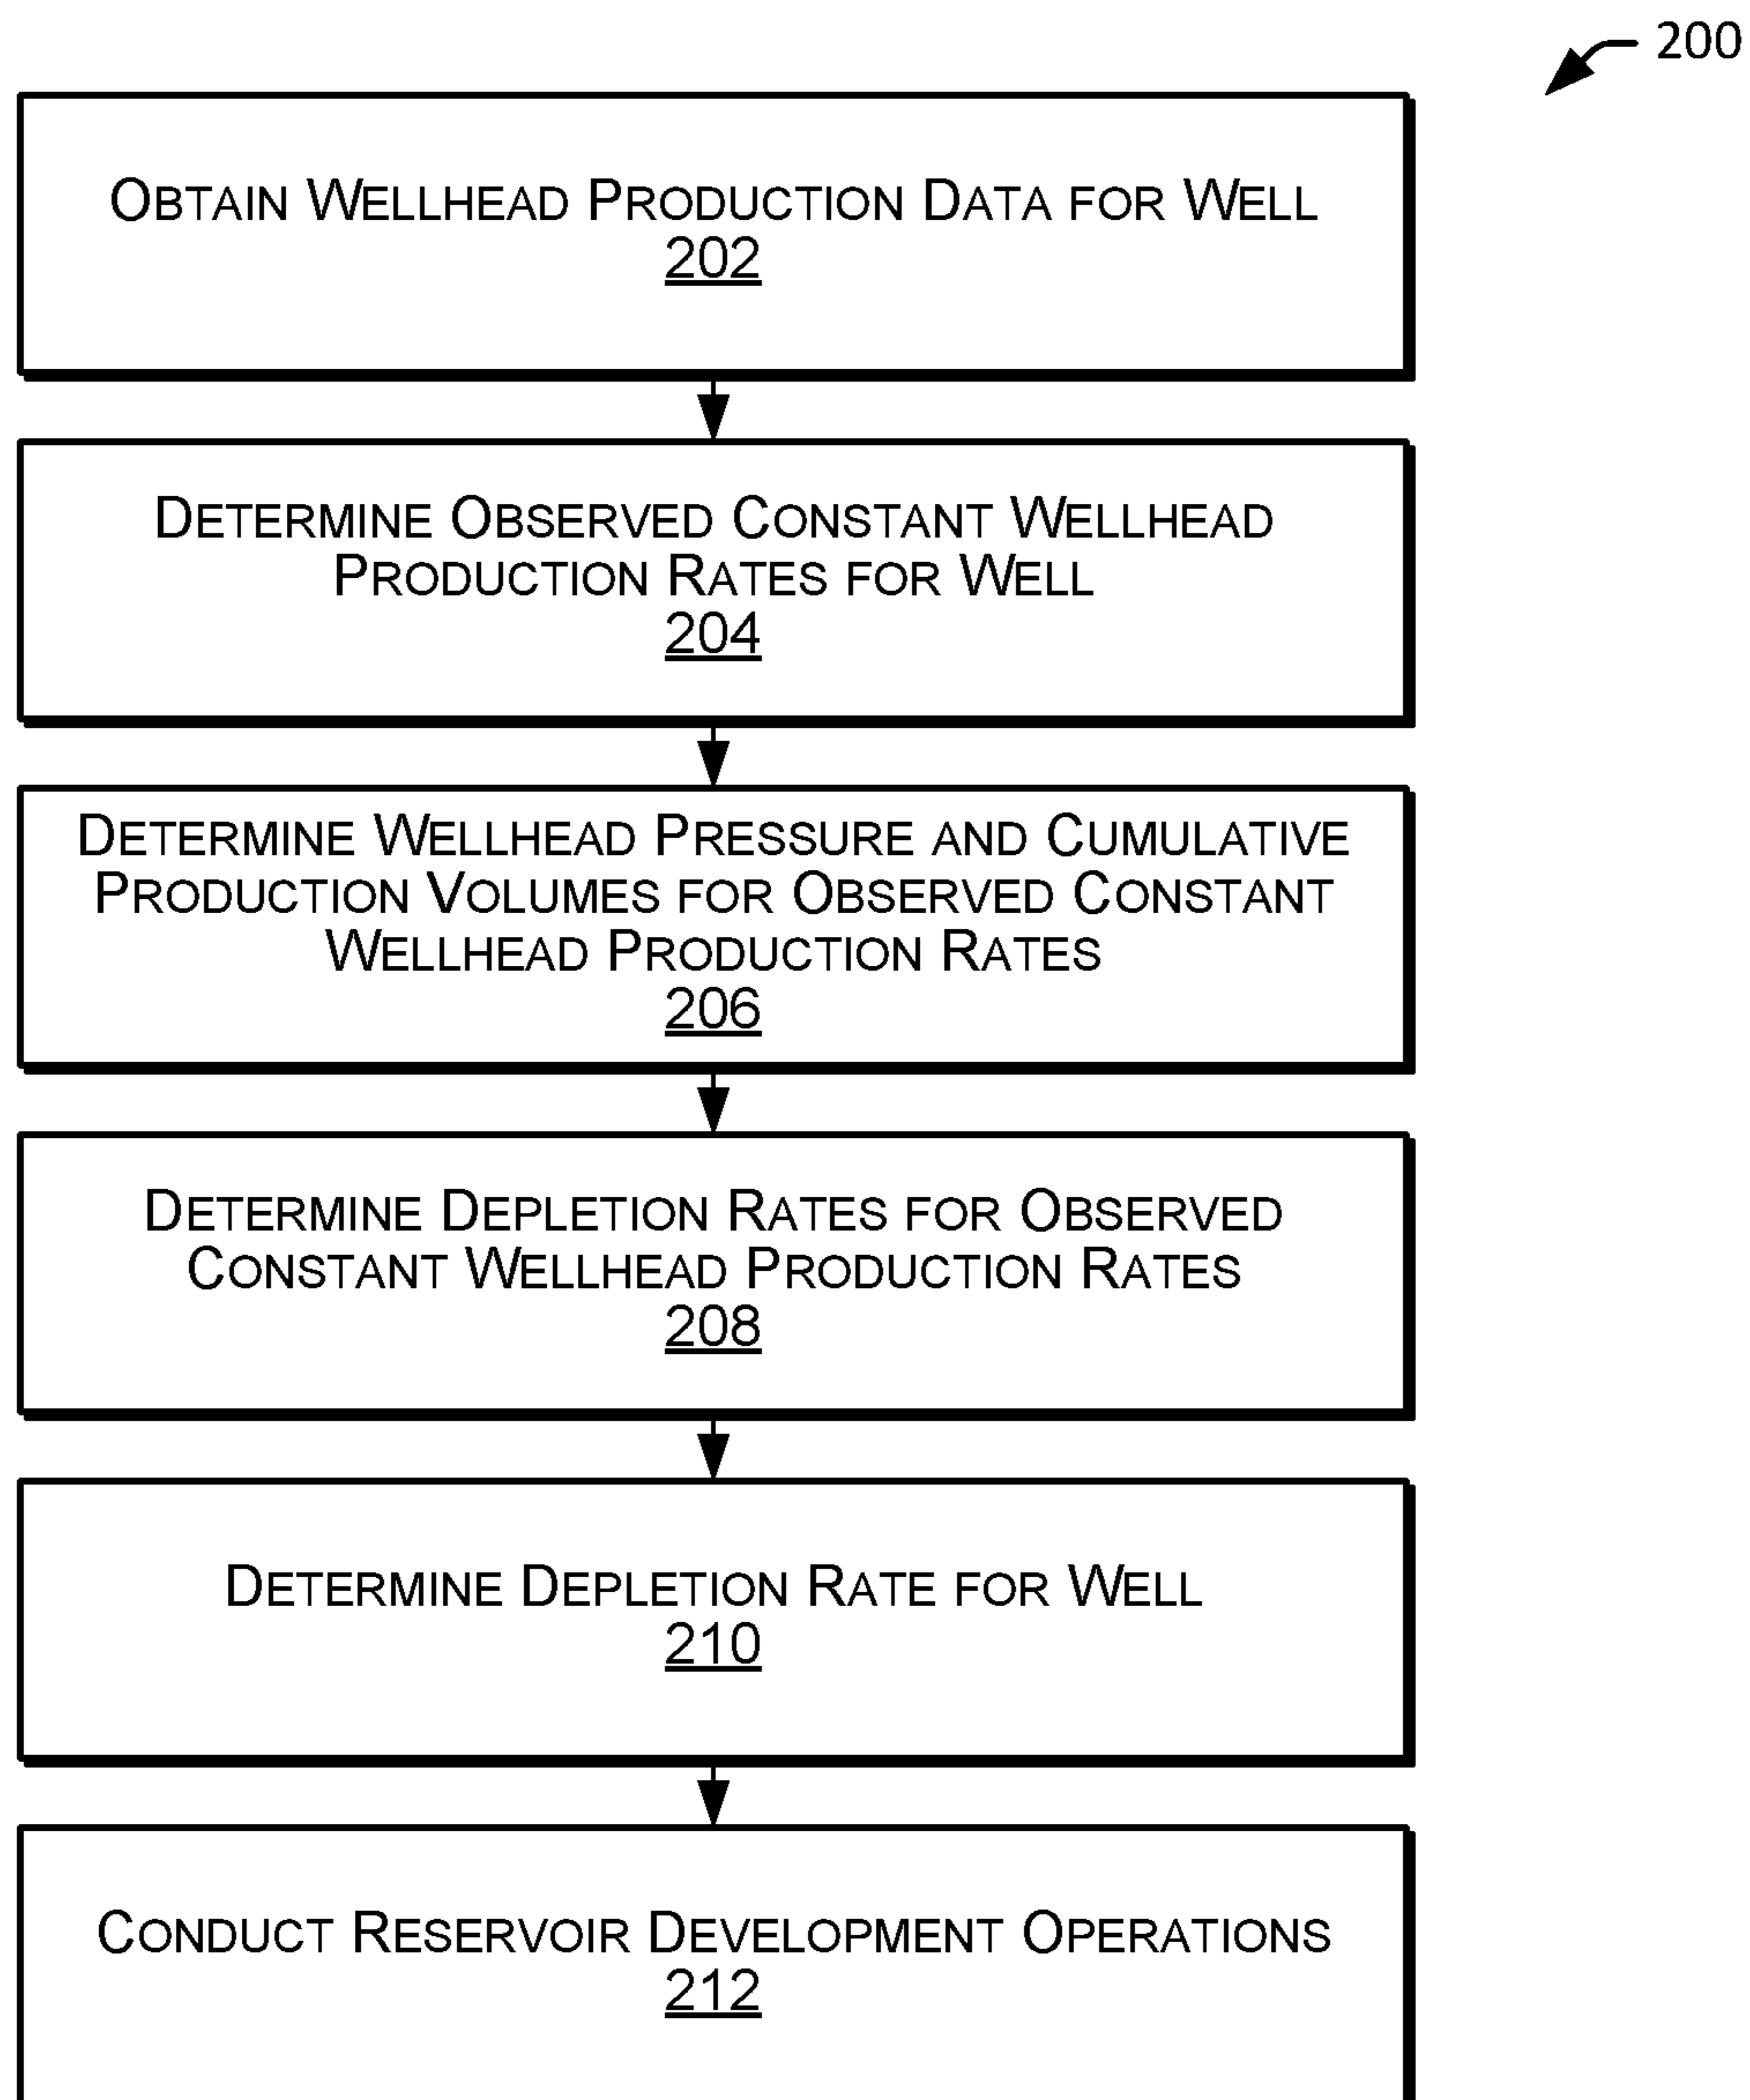 200
OBTAIN WELLHEAD PRODUCTION DATA FOR WELL
202
DETERMINE OBSERVED CONSTANT WELLHEAD
PRODUCTION RATES FOR WELL
204
DETERMINE WELLHEAD PRESSURE AND CUMULATIVE
PRODUCTION VOLUMES FOR OBSERVED CONSTANT
WELLHEAD PRODUCTION RATES
206
DETERMINE DEPLETION RATES FOR OBSERVED
CONSTANT WELLHEAD PRODUCTION RATES
208
DETERMINE DEPLETION RATE FOR WELL
210
CONDUCT RESERVOIR DEVELOPMENT OPERATIONS
212